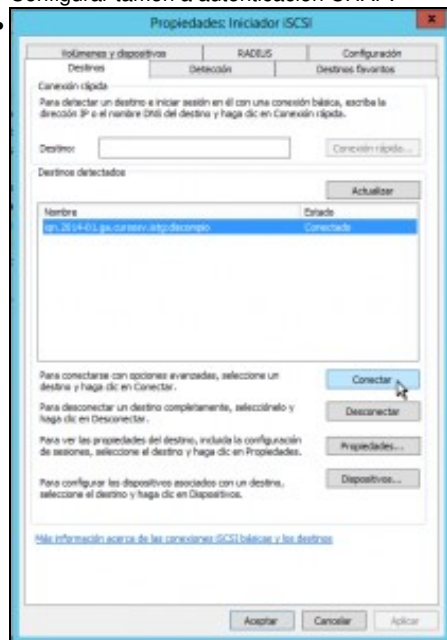 Configurar tamén a autenticación CHAP.
Propiedades: Iniciador iSCSI
Volúmenes y dispositivos
RADIUS
Configuración
Destinos
Detección
Destinos favoritos
Conexión rápida
Para detectar un destino e iniciar sesión en él con una conexión básica, escriba la
dirección IP o el nombre DNS del destino y haga clic en Conexión rápida.
Destino:
Conexión rápida...
Destinos detectados
Actualizar
Nombre
Estado
Conectado
Para conectarse con opciones avanzadas, seleccione un
destino y haga clic en Conectar.
Conectar
Para desconectar un destino completamente, selecciónelo y
haga clic en Desconectar.
Desconectar
Para ver las propiedades del destino, incluida la configuración
de sesiones, seleccione el destino y haga clic en Propiedades.
Propiedades...
Para configurar los dispositivos asociados con un destino,
seleccione el destino y haga clic en Dispositivos.
Dispositivos...
Más información acerca de las conexiones iSCSI básicas y los destinos
Aceptar
Cancelar
Aplicar